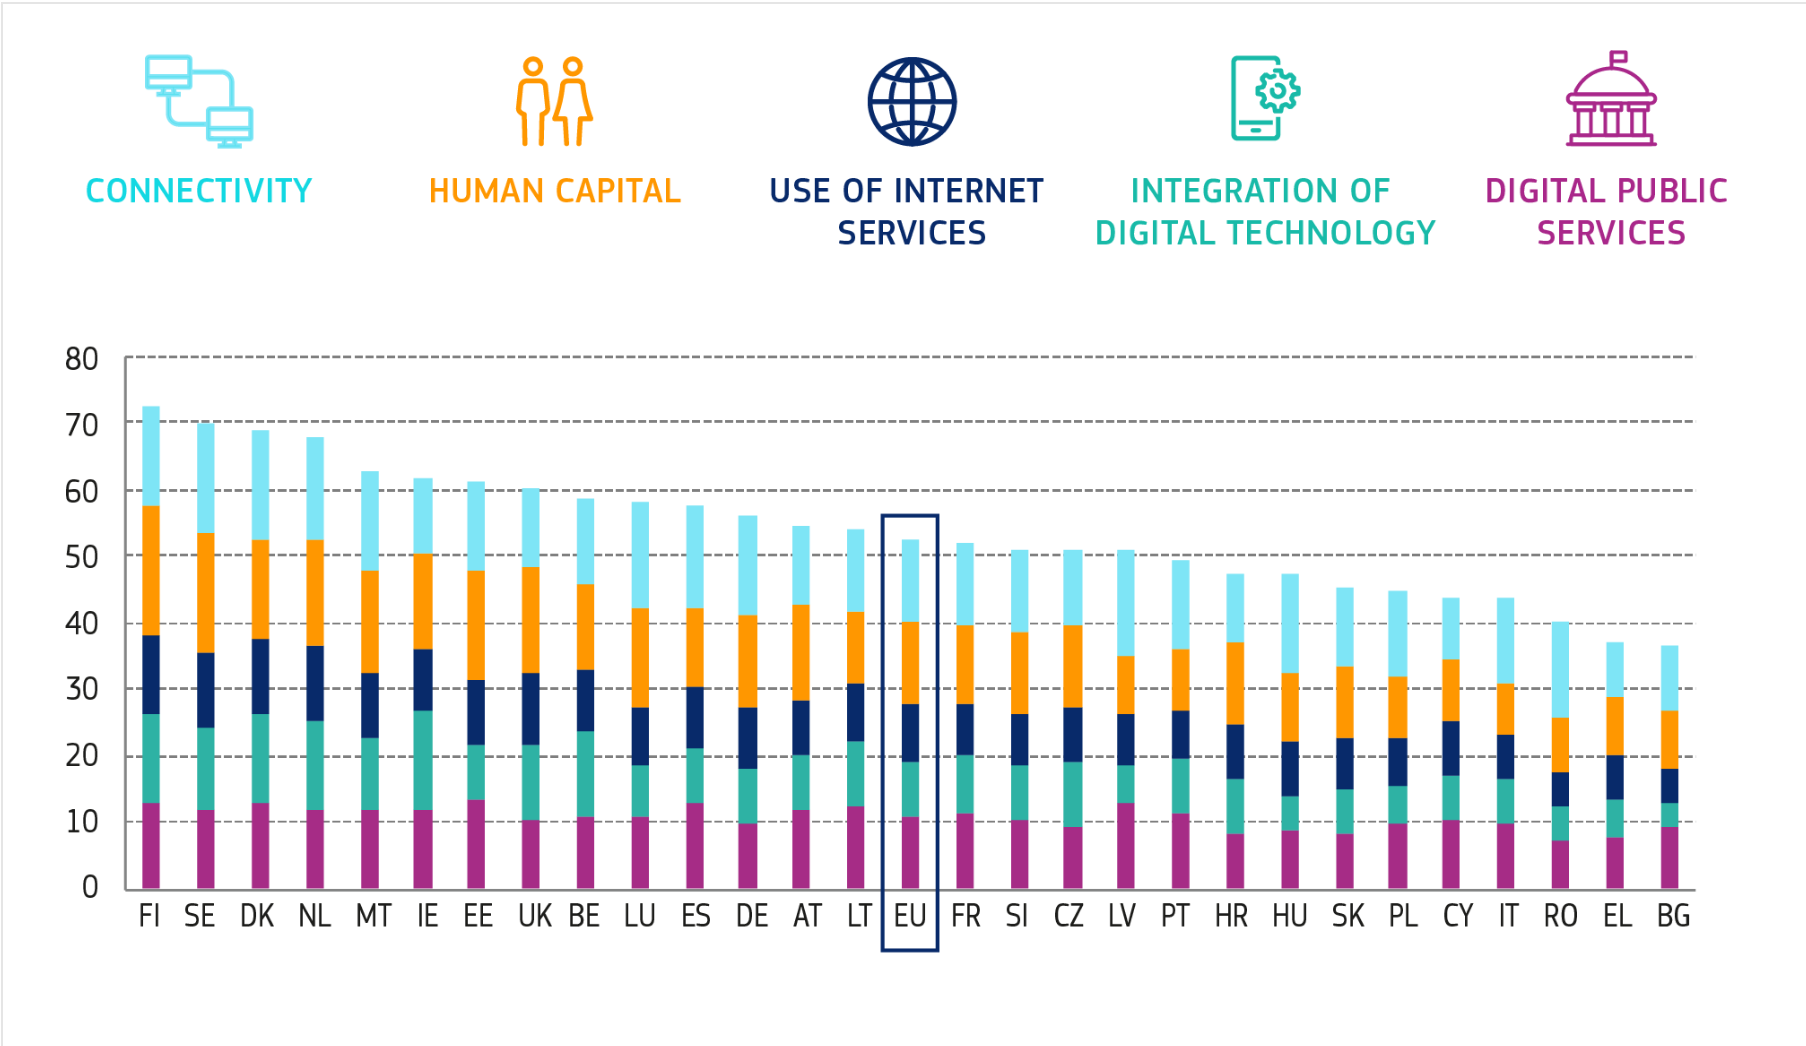 CONNECTIVITY
HUMAN CAPITAL
USE OF INTERNET
SERVICES
INTEGRATION OF
DIGITAL TECHNOLOGY
DIGITAL PUBLIC
SERVICES
80
70
60
50
40
30
20
10
0
FI SE DK NL MT IE EE UK BE LU ES DE AT LT EU FR SI CZ LV PT HR HU SK PL CY IT RO EL BG